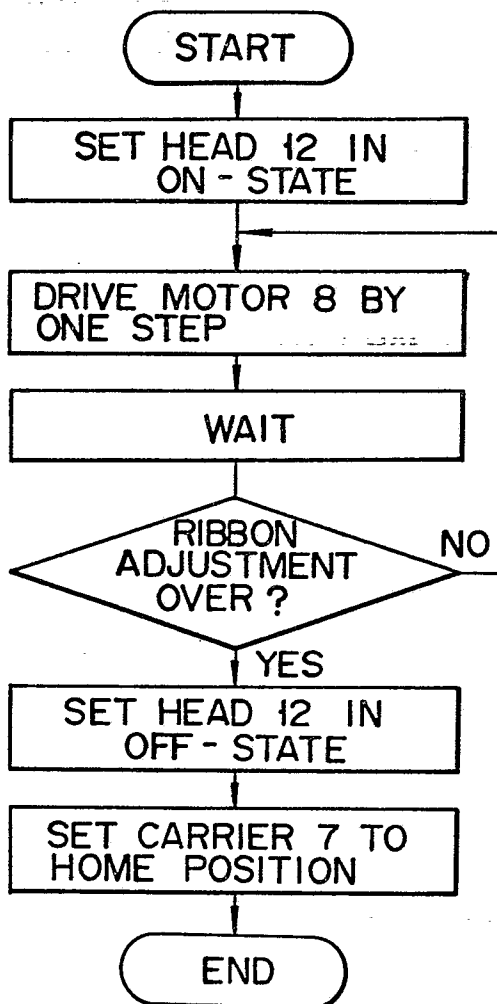 START
SET HEAD 12 IN
ON-STATE
DRIVE MOTOR 8 BY
ONE STEP
WAIT
RIBBON
ADJUSTMENT
OVER?
NO
YES
SET HEAD 12 IN
OFF-STATE
SET CARRIER 7 TO
HOME POSITION
END